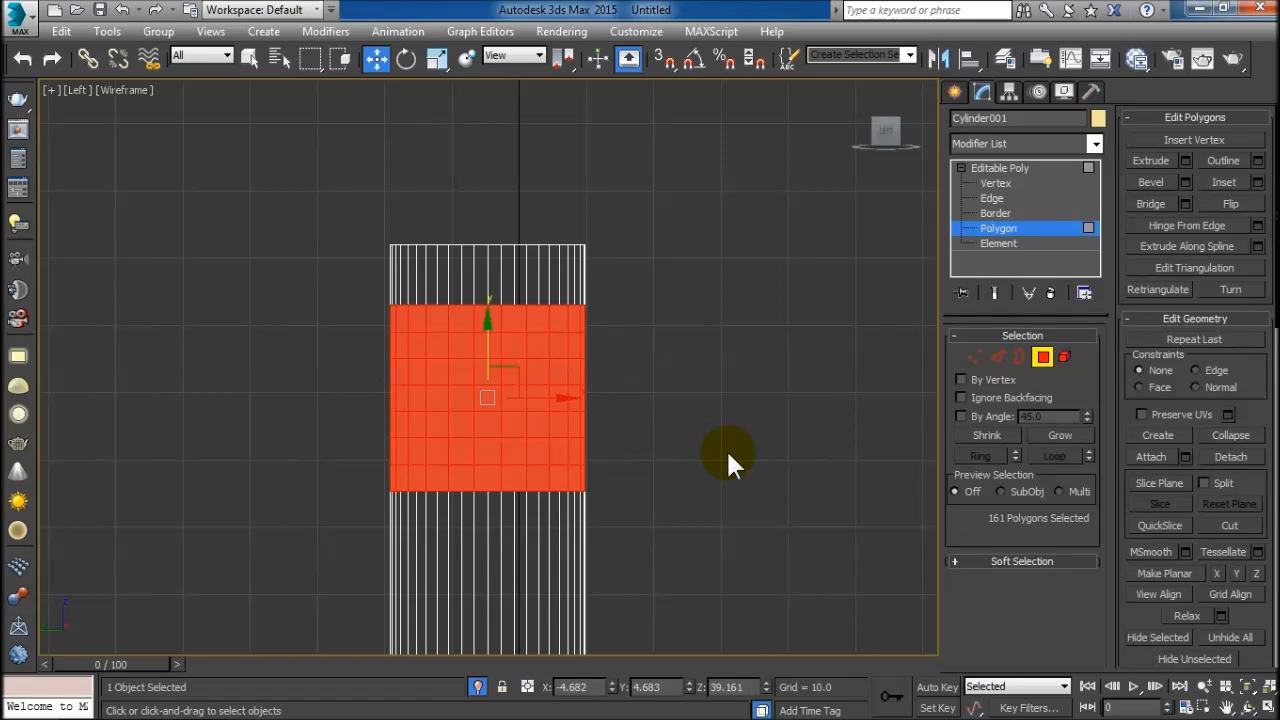 MAX
Workspace: Default
Autodesk 3ds Max 2015 Untitled
Type a keyword or phrase
Edit Tools Group Views Create Modifiers Animation Graph Editors Rendering Customize MAXScript Help
All
View
3
%
ABC
Create Selection Se
[+] [Left] [Wireframe]
LEFT
y
z
Cylinder001
Modifier List
Editable Poly
Vertex
Edge
Border
Polygon
Element
Selection
By Vertex
Ignore Backfacing
By Angle: 45.0
Shrink Grow
Ring Loop
Preview Selection
Off SubObj Multi
161 Polygons Selected
Soft Selection
Edit Polygons
Insert Vertex
Extrude Outline
Bevel Inset
Bridge Flip
Hinge From Edge
Extrude Along Spline
Edit Triangulation
Retriangulate Turn
Edit Geometry
Repeat Last
Constraints
None Edge
Face Normal
Preserve UVs
Create Collapse
Attach Detach
Slice Plane Split
Slice Reset Plane
QuickSlice Cut
MSmooth Tessellate
Make Planar X Y Z
View Align Grid Align
Relax
Hide Selected Unhide All
Hide Unselected
< 0 / 100 >
1 Object Selected
X: -4.682 Y: 4.683 Z: 39.161
Grid = 10.0
Auto Key Selected
Welcome to M
Click or click-and-drag to select objects
Add Time Tag
Set Key Key Filters...
0